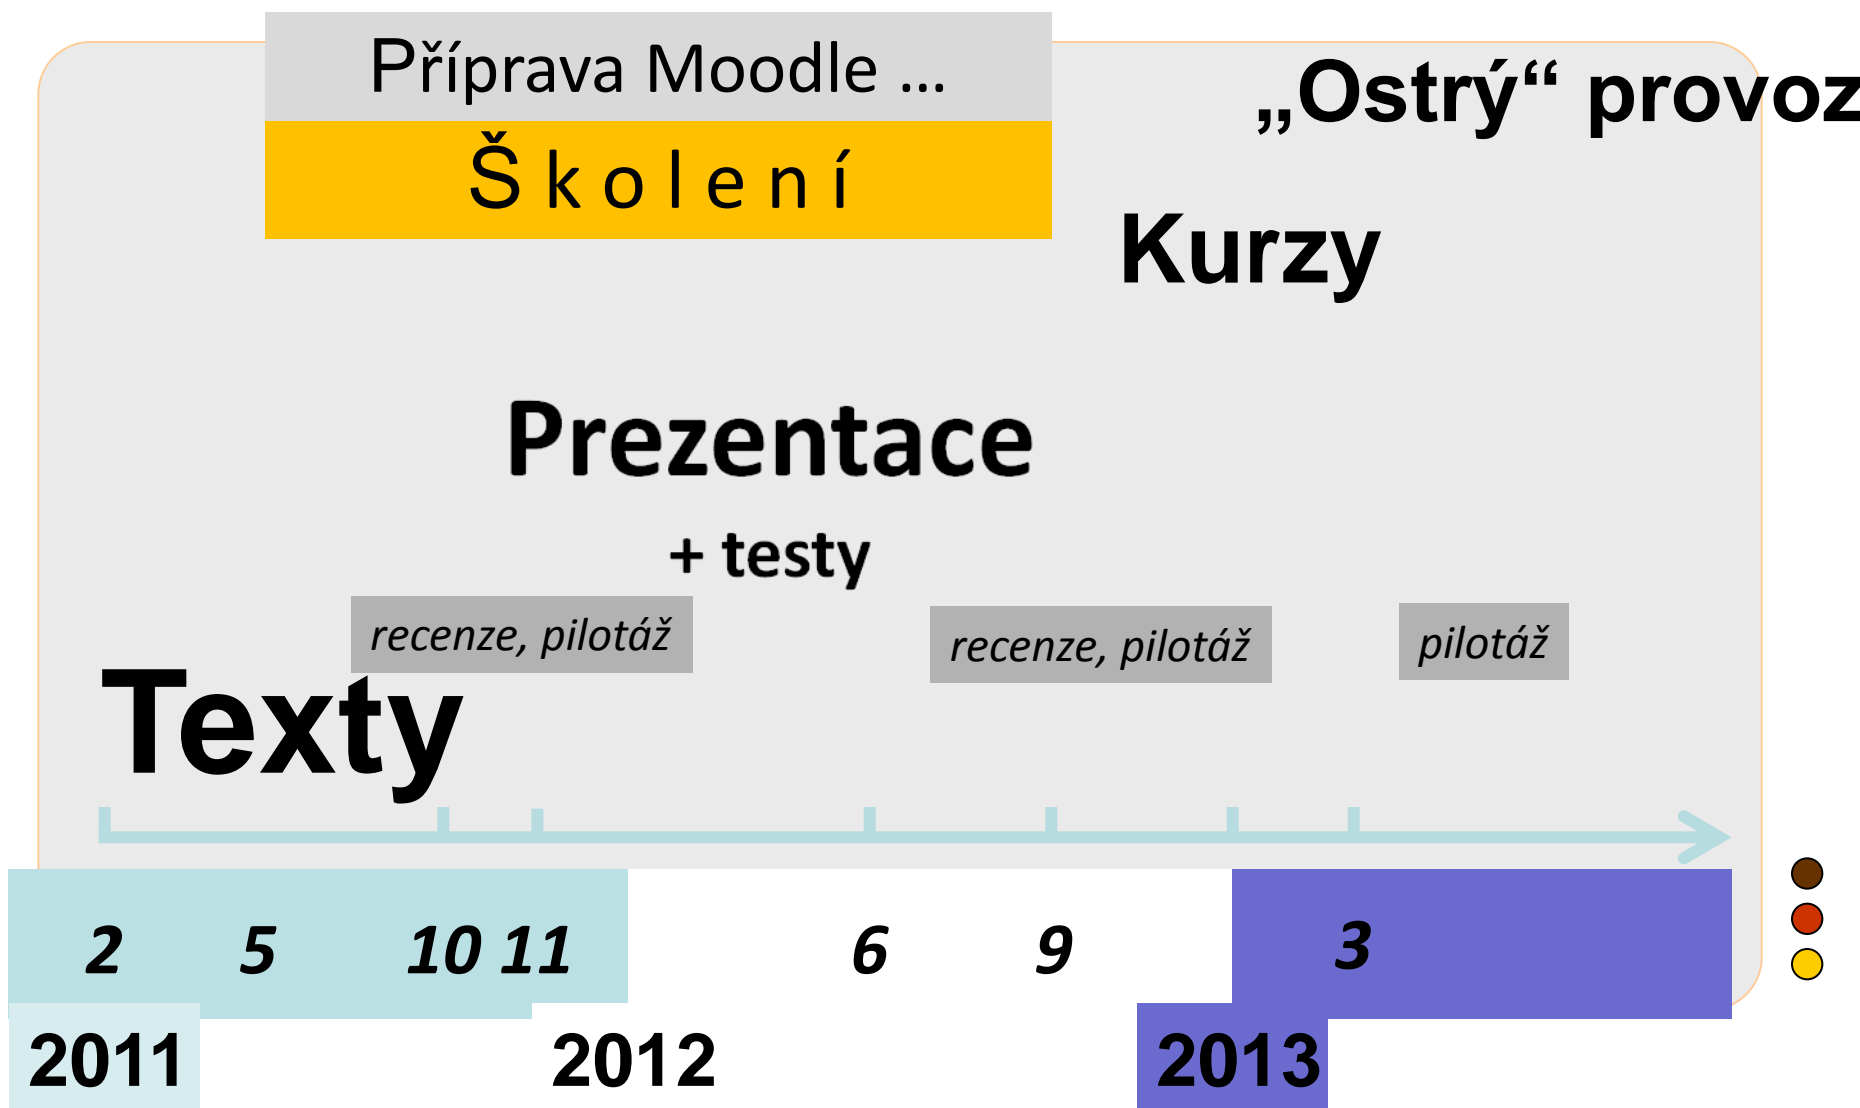 Příprava Moodle ...
Š k o l e n í
„Ostrý“ provoz
Kurzy
Prezentace
+ testy
recenze, pilotáž
recenze, pilotáž
pilotáž
Texty
2 5 10 11 6 9 3
2011 2012 2013